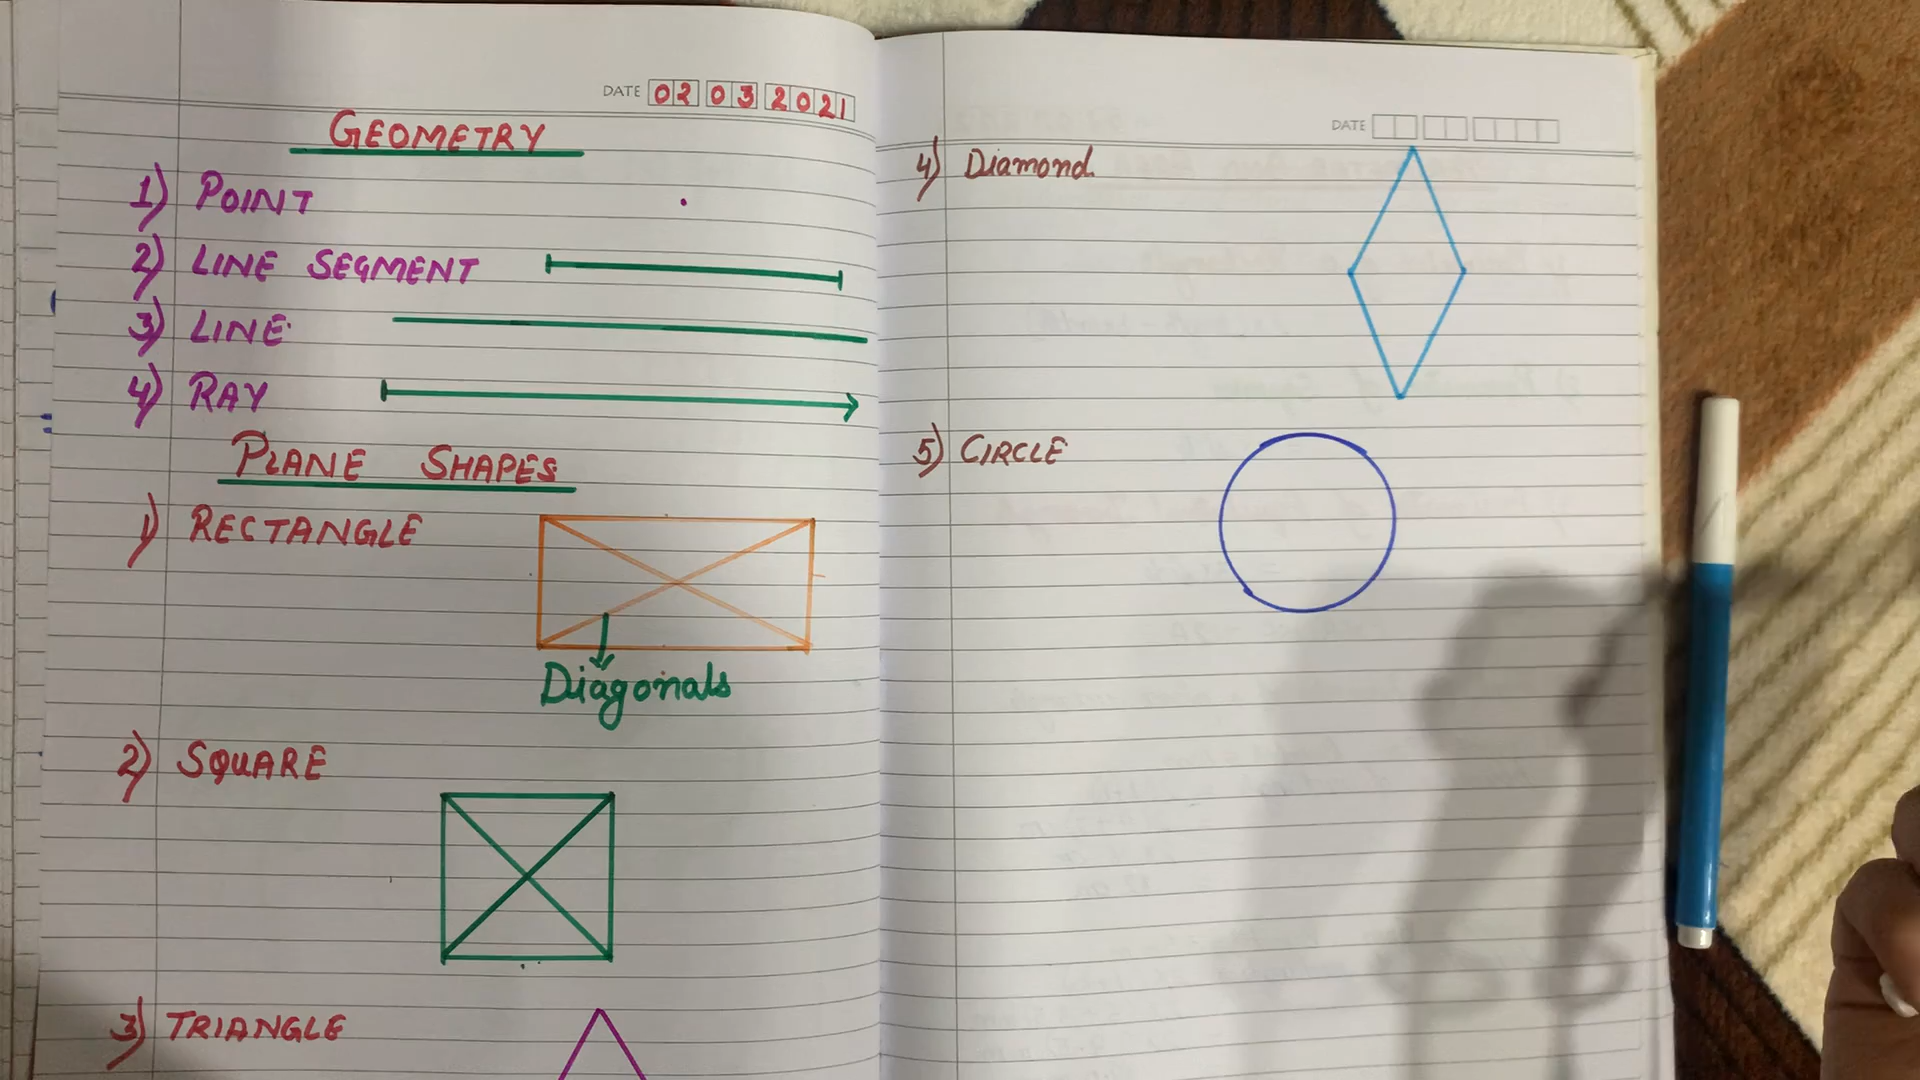 DATE 02 03 2021
GEOMETRY
1) POINT
2) LINE SEGMENT
3) LINE
4) RAY
PLANE SHAPES
1) RECTANGLE
Diagonals
2) SQUARE
3) TRIANGLE
DATE
4) Diamond
5) CIRCLE